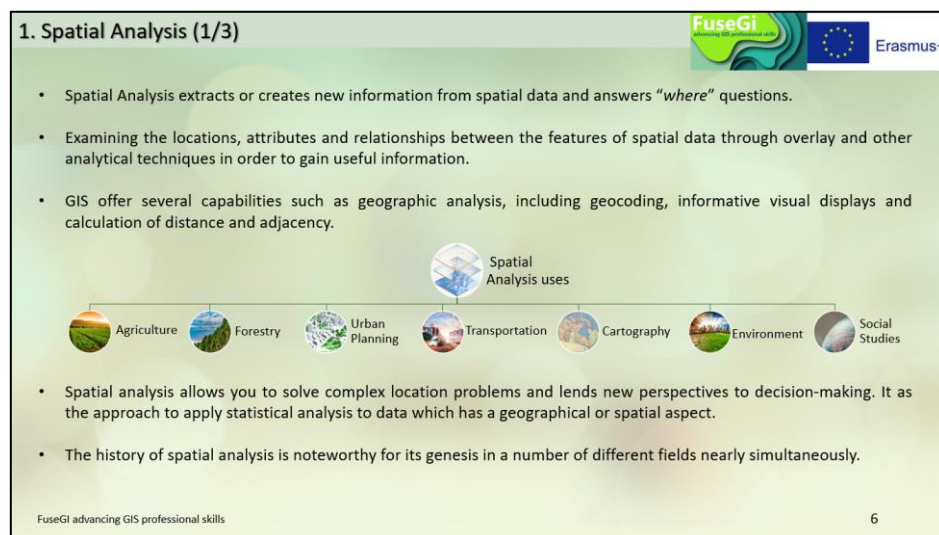 1. Spatial Analysis (1/3)
FuseGi
advancing GIS professional skills
Erasmus+
• Spatial Analysis extracts or creates new information from spatial data and answers “where” questions.
• Examining the locations, attributes and relationships between the features of spatial data through overlay and other
analytical techniques in order to gain useful information.
• GIS offer several capabilities such as geographic analysis, including geocoding, informative visual displays and
calculation of distance and adjacency.
Spatial
Analysis uses
Agriculture
Forestry
Urban
Planning
Transportation
Cartography
Environment
Social
Studies
• Spatial analysis allows you to solve complex location problems and lends new perspectives to decision-making. It as
the approach to apply statistical analysis to data which has a geographical or spatial aspect.
• The history of spatial analysis is noteworthy for its genesis in a number of different fields nearly simultaneously.
FuseGI advancing GIS professional skills
6